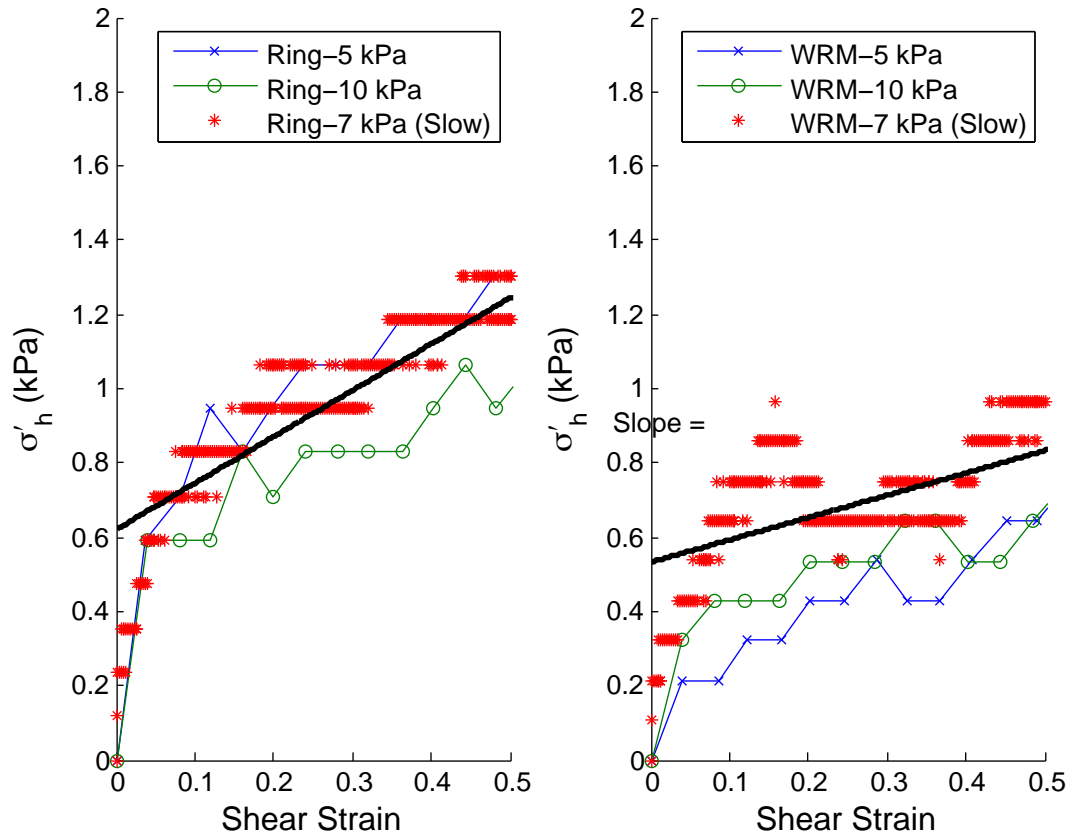 2
1.8
1.6
1.4
1.2
1
0.8
0.6
0.4
0.2
0
σ′h (kPa)
Ring−5 kPa
Ring−10 kPa
Ring−7 kPa (Slow)
0 0.1 0.2 0.3 0.4 0.5
Shear Strain
2
1.8
1.6
1.4
1.2
1
0.8
0.6
0.4
0.2
0
σ′h (kPa)
Slope =
WRM−5 kPa
WRM−10 kPa
WRM−7 kPa (Slow)
0 0.1 0.2 0.3 0.4 0.5
Shear Strain